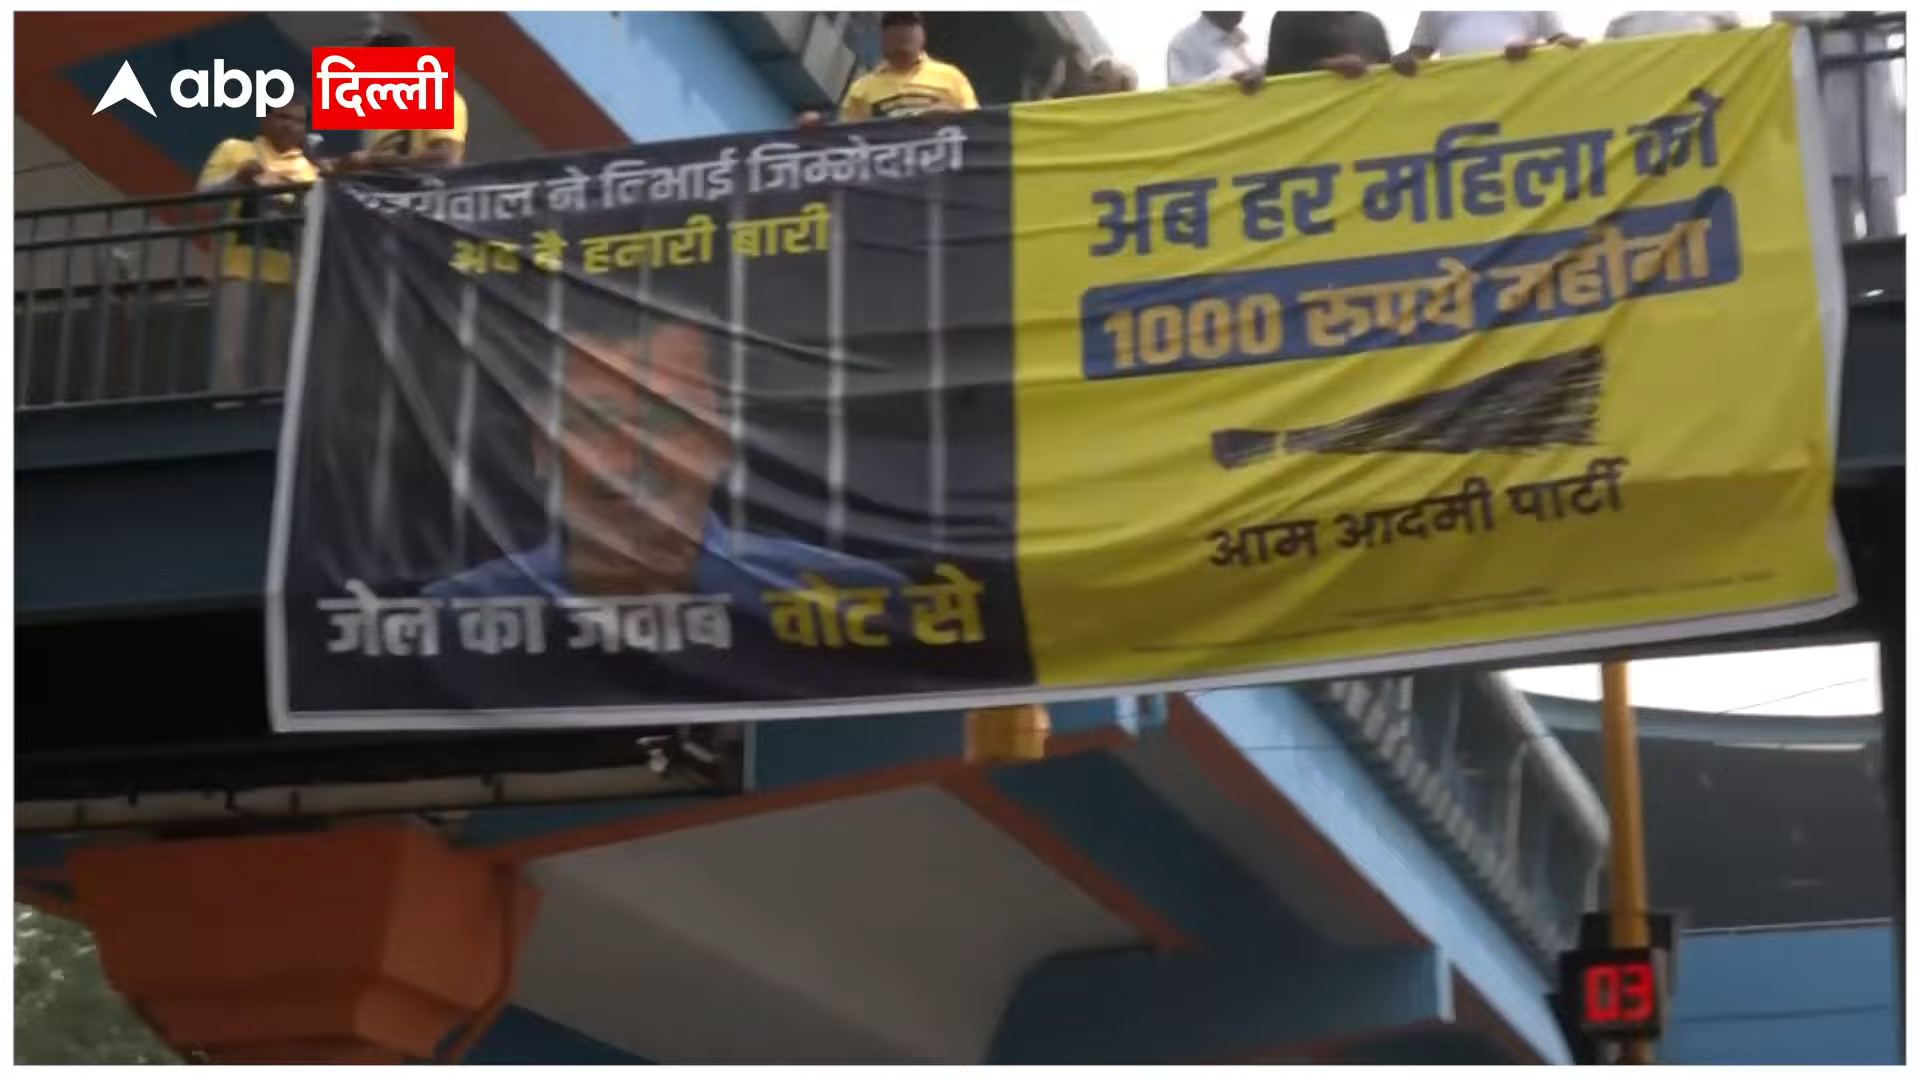 abp दिल्ली
केजरीवाल ने निभाई जिम्मेदारी
अब है हमारी बारी
जेल का जवाब वोट से
अब हर महिला को
1000 रुपये महीना
आम आदमी पार्टी
03